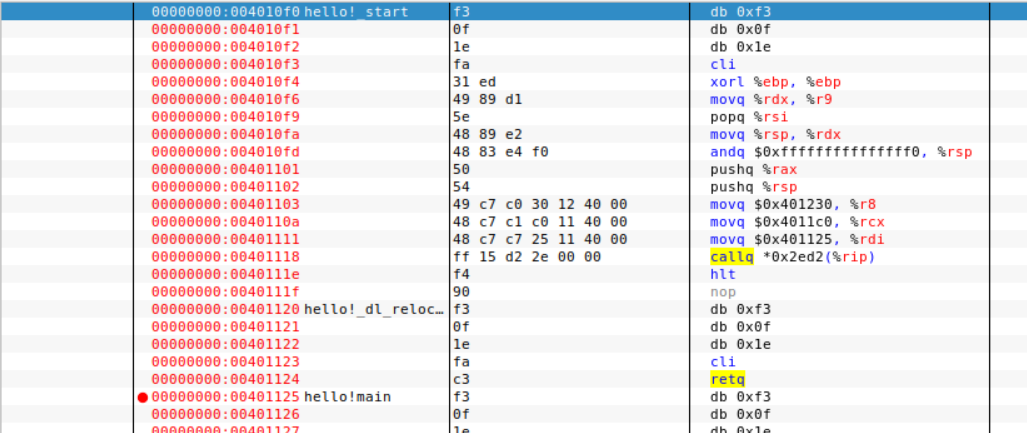 00000000:004010f0 hello!_start f3 db 0xf3
00000000:004010f1 0f db 0x0f
00000000:004010f2 1e db 0x1e
00000000:004010f3 fa cli
00000000:004010f4 31 ed xorl %ebp, %ebp
00000000:004010f6 49 89 d1 movq %rdx, %r9
00000000:004010f9 5e popq %rsi
00000000:004010fa 48 89 e2 movq %rsp, %rdx
00000000:004010fd 48 83 e4 f0 andq $0xfffffffffffffff0, %rsp
00000000:00401101 50 pushq %rax
00000000:00401102 54 pushq %rsp
00000000:00401103 49 c7 c0 30 12 40 00 movq $0x401230, %r8
00000000:0040110a 48 c7 c1 c0 11 40 00 movq $0x4011c0, %rcx
00000000:00401111 48 c7 c7 25 11 40 00 movq $0x401125, %rdi
00000000:00401118 ff 15 d2 2e 00 00 callq *0x2ed2(%rip)
00000000:0040111e f4 hlt
00000000:0040111f 90 nop
00000000:00401120 hello!_dl_reloc… f3 db 0xf3
00000000:00401121 0f db 0x0f
00000000:00401122 1e db 0x1e
00000000:00401123 fa cli
00000000:00401124 c3 retq
00000000:00401125 hello!main f3 db 0xf3
00000000:00401126 0f db 0x0f
00000000:00401127 1e db 0x1e